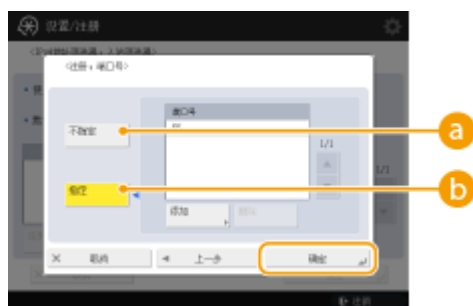 设置/注册
<注册：端口号>
端口号
不指定
1/1
1/1
指定
添加
删除
× 取消
◀ 上一步
确定
注销
a
b